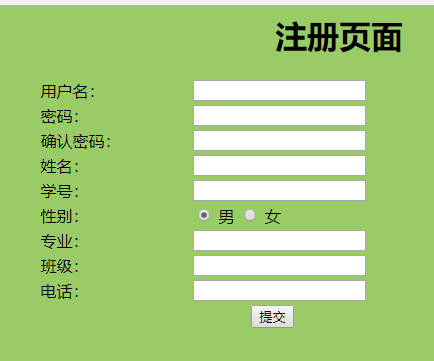 注册页面
用户名：
密码：
确认密码：
姓名：
学号：
性别： 男 女
专业：
班级：
电话：
提交